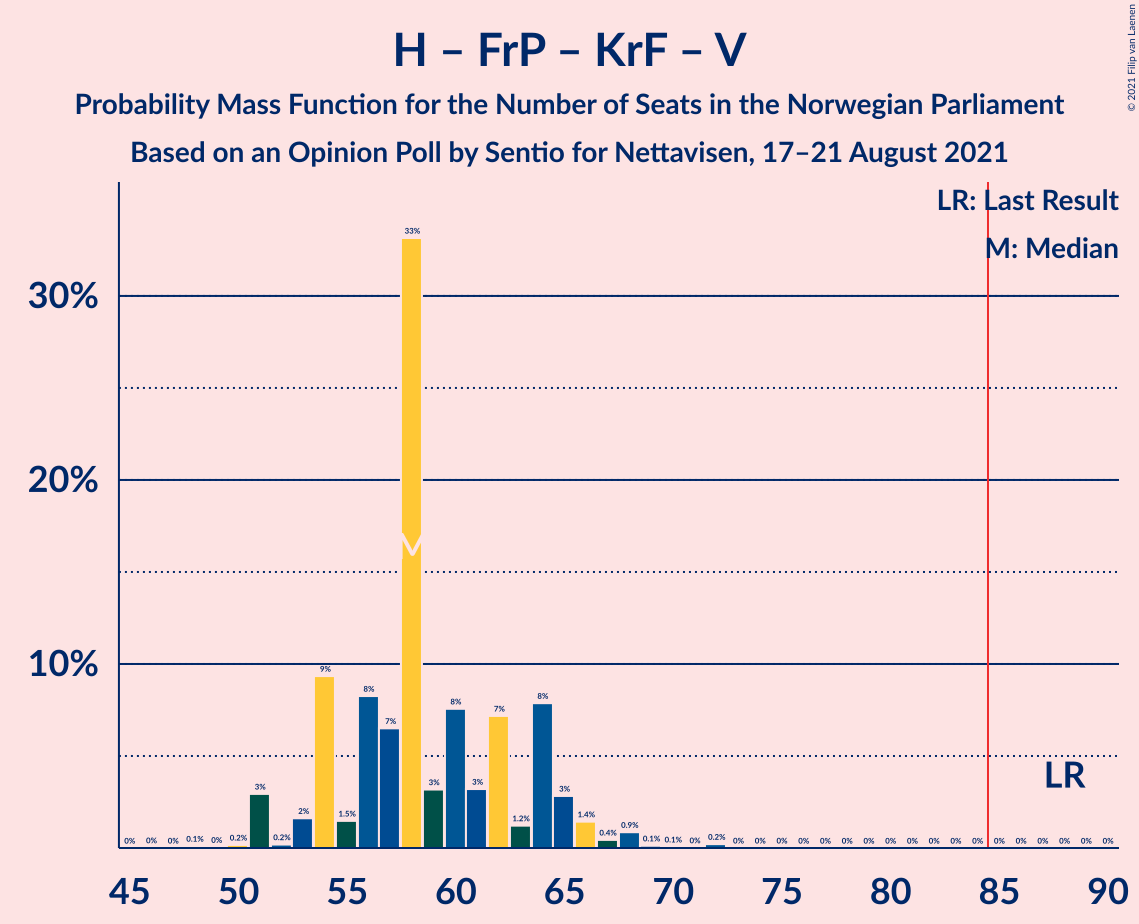 H – FrP – KrF – V
Probability Mass Function for the Number of Seats in the Norwegian Parliament
Based on an Opinion Poll by Sentio for Nettavisen, 17–21 August 2021
© 2021 Filip van Laenen
LR: Last Result
M: Median
30%
20%
10%
33%
M
LR
0% 0% 0% 0.1% 0% 0.2% 3% 0.2% 2% 9% 1.5% 8% 7% 3% 8% 3% 7% 1.2% 8% 3% 1.4% 0.4% 0.9% 0.1% 0.1% 0% 0.2% 0% 0% 0% 0% 0% 0% 0% 0% 0% 0% 0% 0% 0% 0% 0% 0% 0% 0%
45 50 55 60 65 70 75 80 85 90